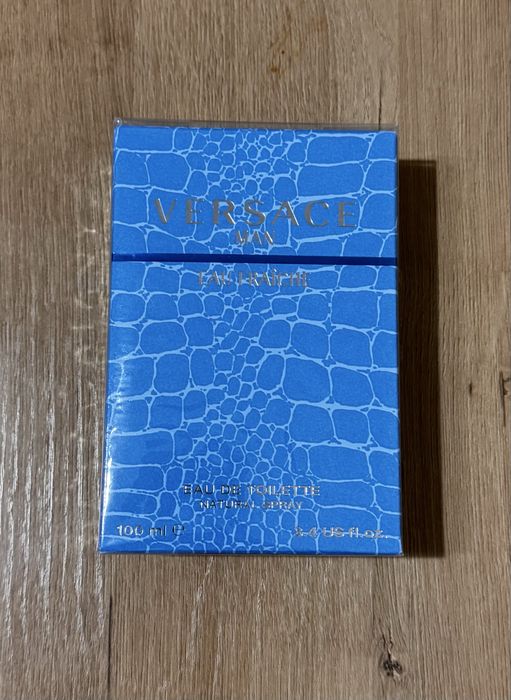 VERSACE
MAN
EAU FRAÎCHE
EAU DE TOILETTE
NATURAL SPRAY
100 ml ℮ 3.4 US fl.oz.